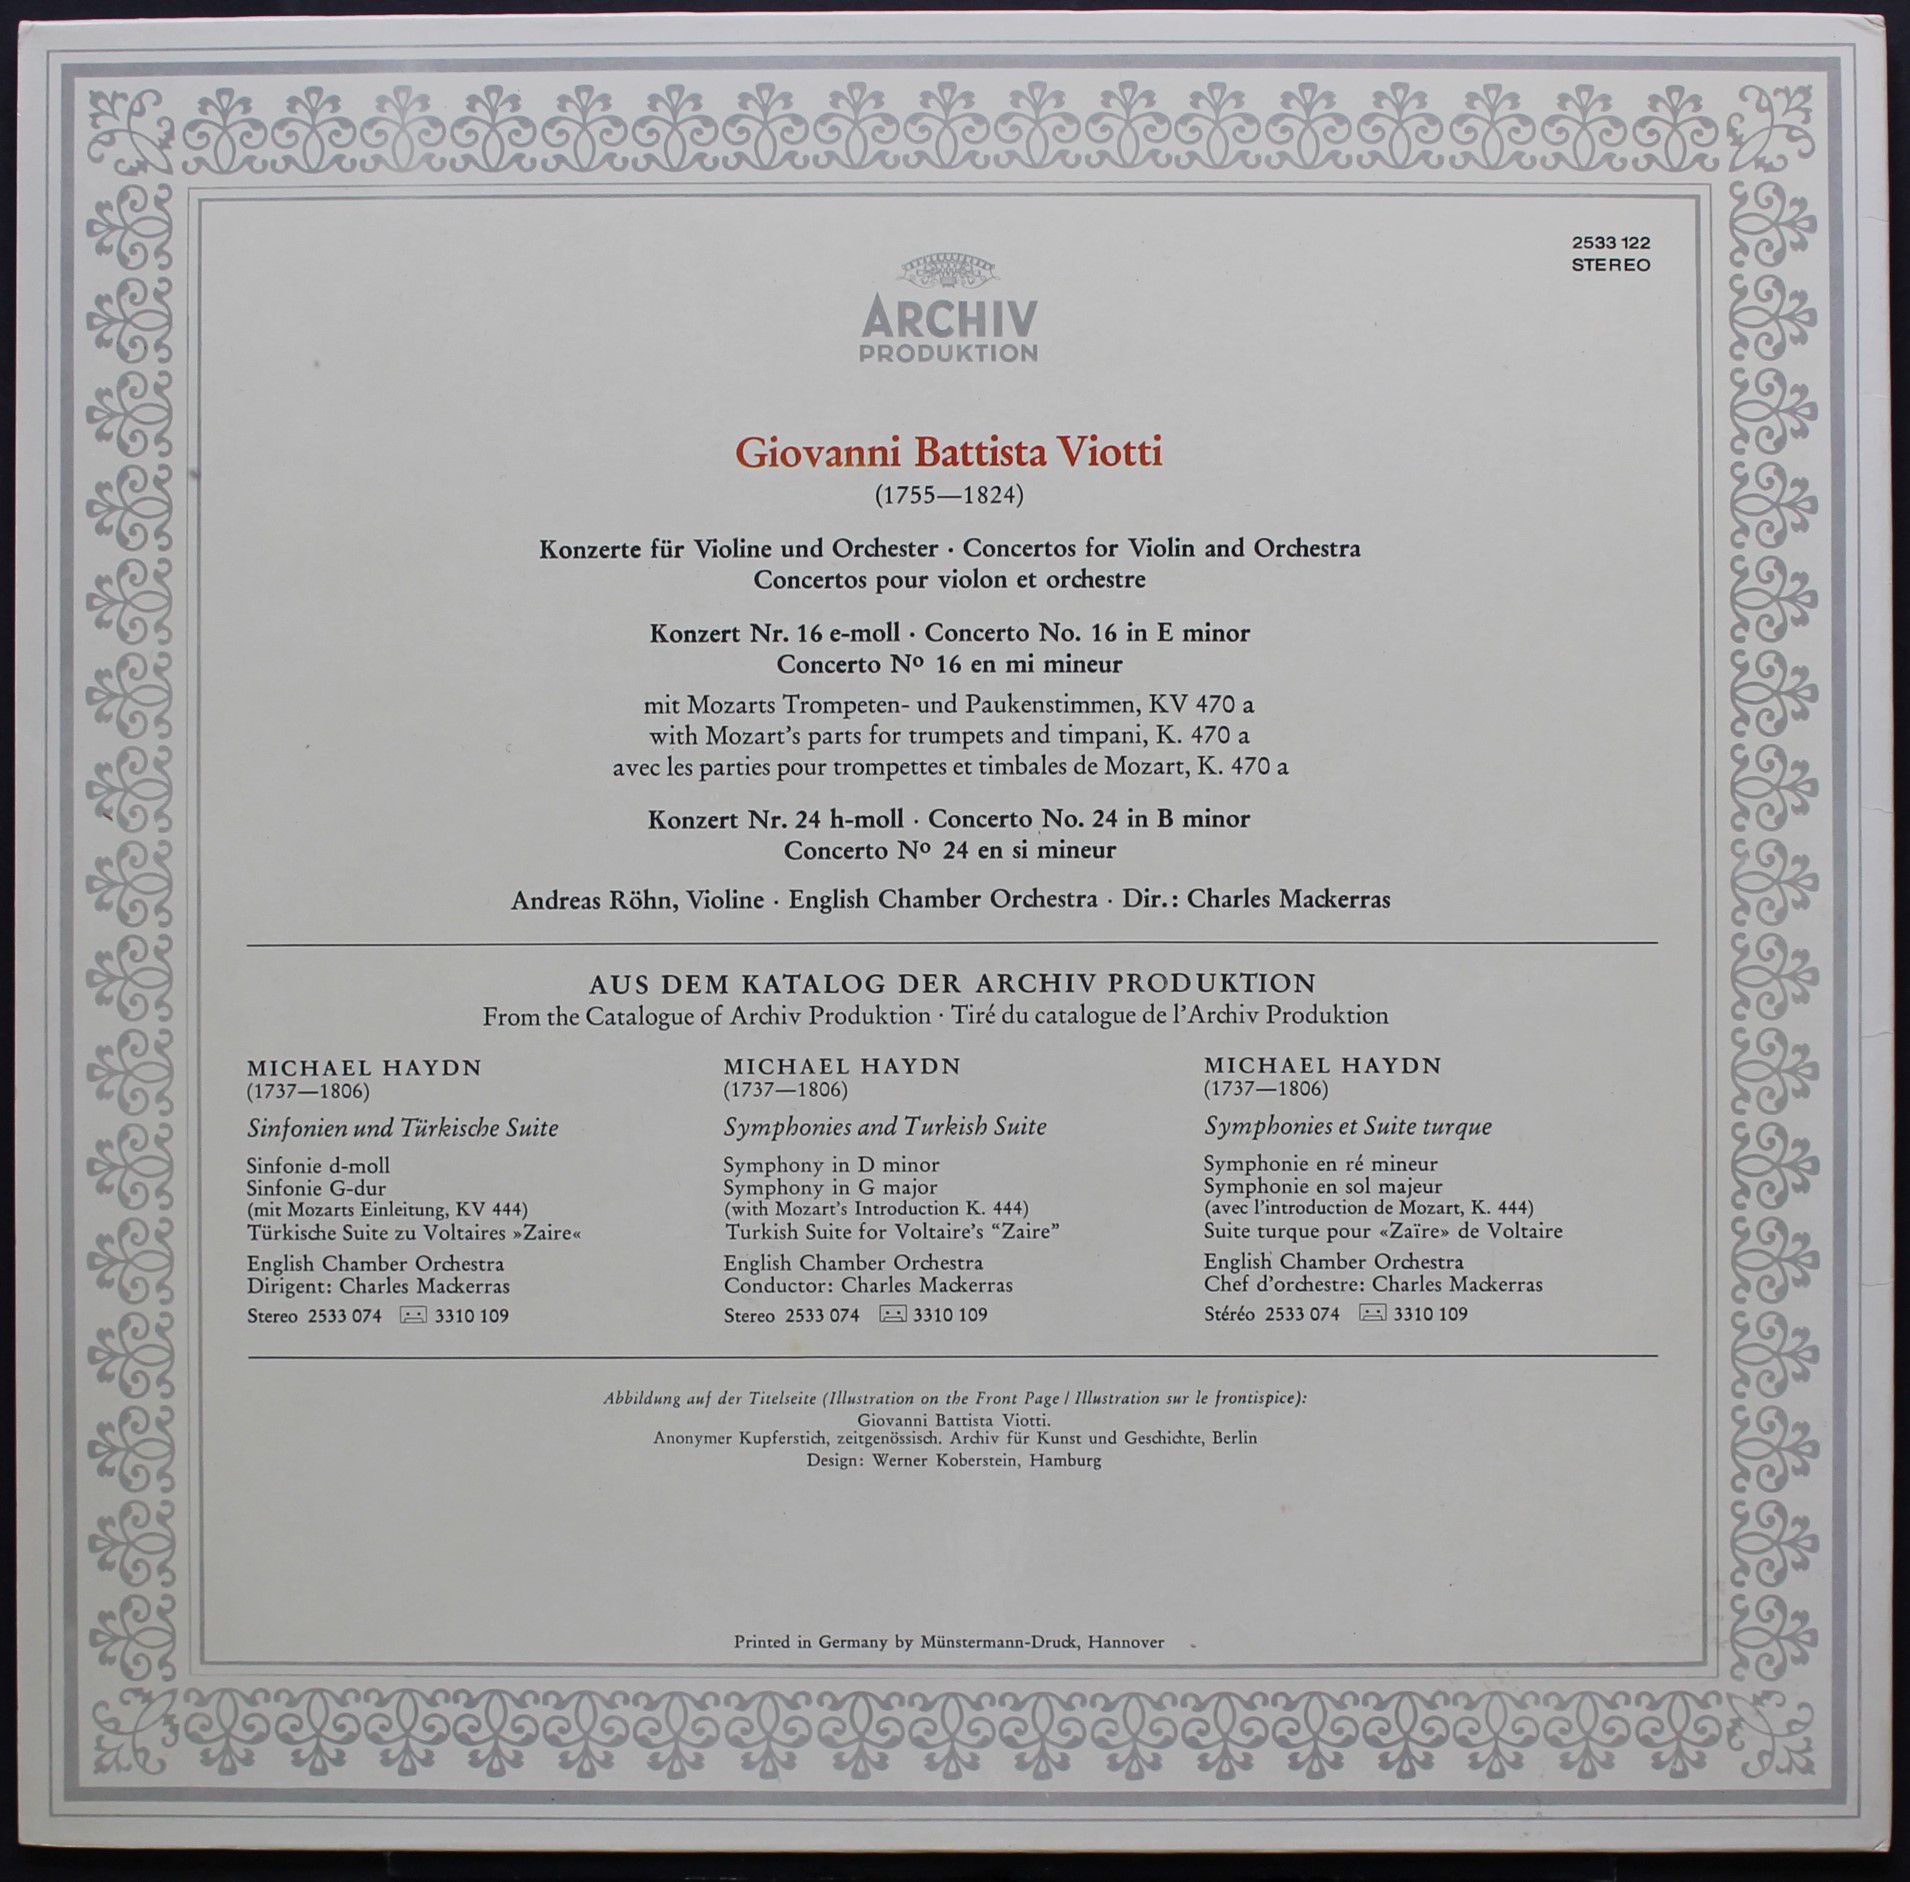 2533 122
STEREO
ARCHIV
PRODUKTION
Giovanni Battista Viotti
(1755—1824)
Konzerte für Violine und Orchester · Concertos for Violin and Orchestra
Concertos pour violon et orchestre
Konzert Nr. 16 e-moll · Concerto No. 16 in E minor
Concerto Nº 16 en mi mineur
mit Mozarts Trompeten- und Paukenstimmen, KV 470 a
with Mozart's parts for trumpets and timpani, K. 470 a
avec les parties pour trompettes et timbales de Mozart, K. 470 a
Konzert Nr. 24 h-moll · Concerto No. 24 in B minor
Concerto Nº 24 en si mineur
Andreas Röhn, Violine · English Chamber Orchestra · Dir.: Charles Mackerras
AUS DEM KATALOG DER ARCHIV PRODUKTION
From the Catalogue of Archiv Produktion · Tiré du catalogue de l'Archiv Produktion
MICHAEL HAYDN
(1737—1806)
Sinfonien und Türkische Suite
Sinfonie d-moll
Sinfonie G-dur
(mit Mozarts Einleitung, KV 444)
Türkische Suite zu Voltaires »Zaire«
English Chamber Orchestra
Dirigent: Charles Mackerras
Stereo 2533 074 3310 109
MICHAEL HAYDN
(1737—1806)
Symphonies and Turkish Suite
Symphony in D minor
Symphony in G major
(with Mozart's Introduction K. 444)
Turkish Suite for Voltaire's “Zaire”
English Chamber Orchestra
Conductor: Charles Mackerras
Stereo 2533 074 3310 109
MICHAEL HAYDN
(1737—1806)
Symphonies et Suite turque
Symphonie en ré mineur
Symphonie en sol majeur
(avec l'introduction de Mozart, K. 444)
Suite turque pour «Zaïre» de Voltaire
English Chamber Orchestra
Chef d'orchestre: Charles Mackerras
Stéréo 2533 074 3310 109
Abbildung auf der Titelseite (Illustration on the Front Page / Illustration sur le frontispice):
Giovanni Battista Viotti.
Anonymer Kupferstich, zeitgenössisch. Archiv für Kunst und Geschichte, Berlin
Design: Werner Koberstein, Hamburg
Printed in Germany by Münstermann-Druck, Hannover